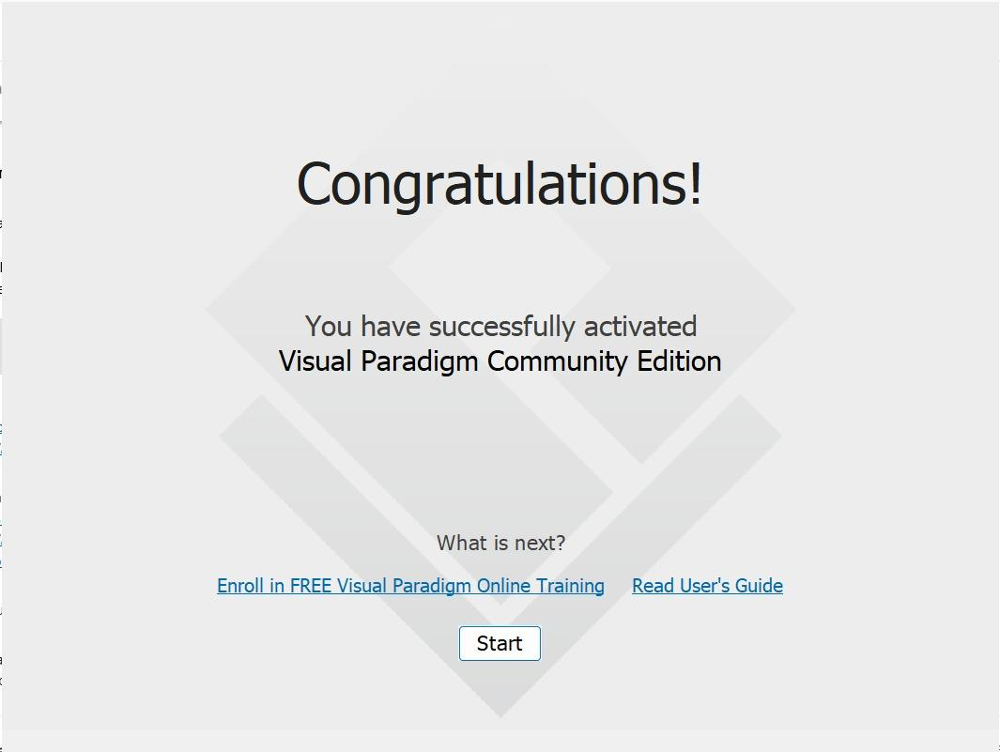 Congratulations!
You have successfully activated
Visual Paradigm Community Edition
What is next?
Enroll in FREE Visual Paradigm Online Training Read User's Guide
Start